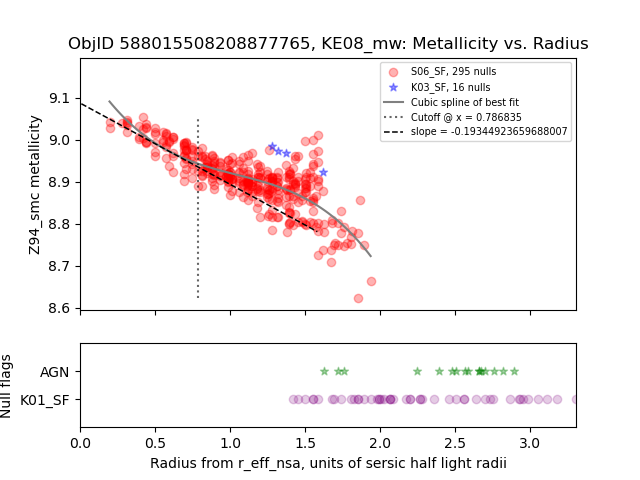 ObjID 588015508208877765, KE08_mw: Metallicity vs. Radius
S06_SF, 295 nulls
K03_SF, 16 nulls
Cubic spline of best fit
Cutoff @ x = 0.786835
slope = -0.19344923659688007
Z94_smc metallicity
9.1
9.0
8.9
8.8
8.7
8.6
Null flags
AGN
K01_SF
0.0 0.5 1.0 1.5 2.0 2.5 3.0
Radius from r_eff_nsa, units of sersic half light radii